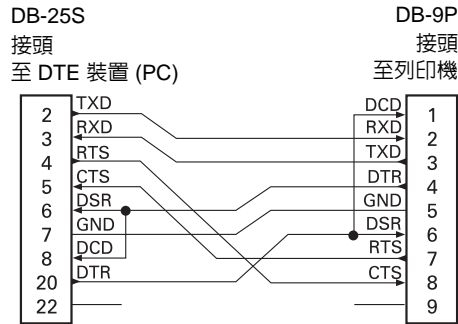 DB-25S
DB-9P
接頭
接頭
至 DTE 裝置 (PC)
至列印機
2 TXD DCD 1
3 RXD RXD 2
4 RTS TXD 3
5 CTS DTR 4
6 DSR GND 5
7 GND DSR 6
8 DCD RTS 7
20 DTR CTS 8
22 9